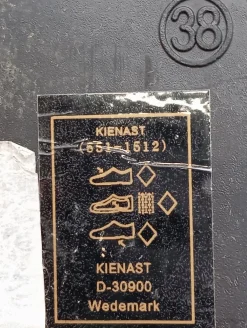 38
KIENAST
(551-1512)
KIENAST
D-30900
Wedemark